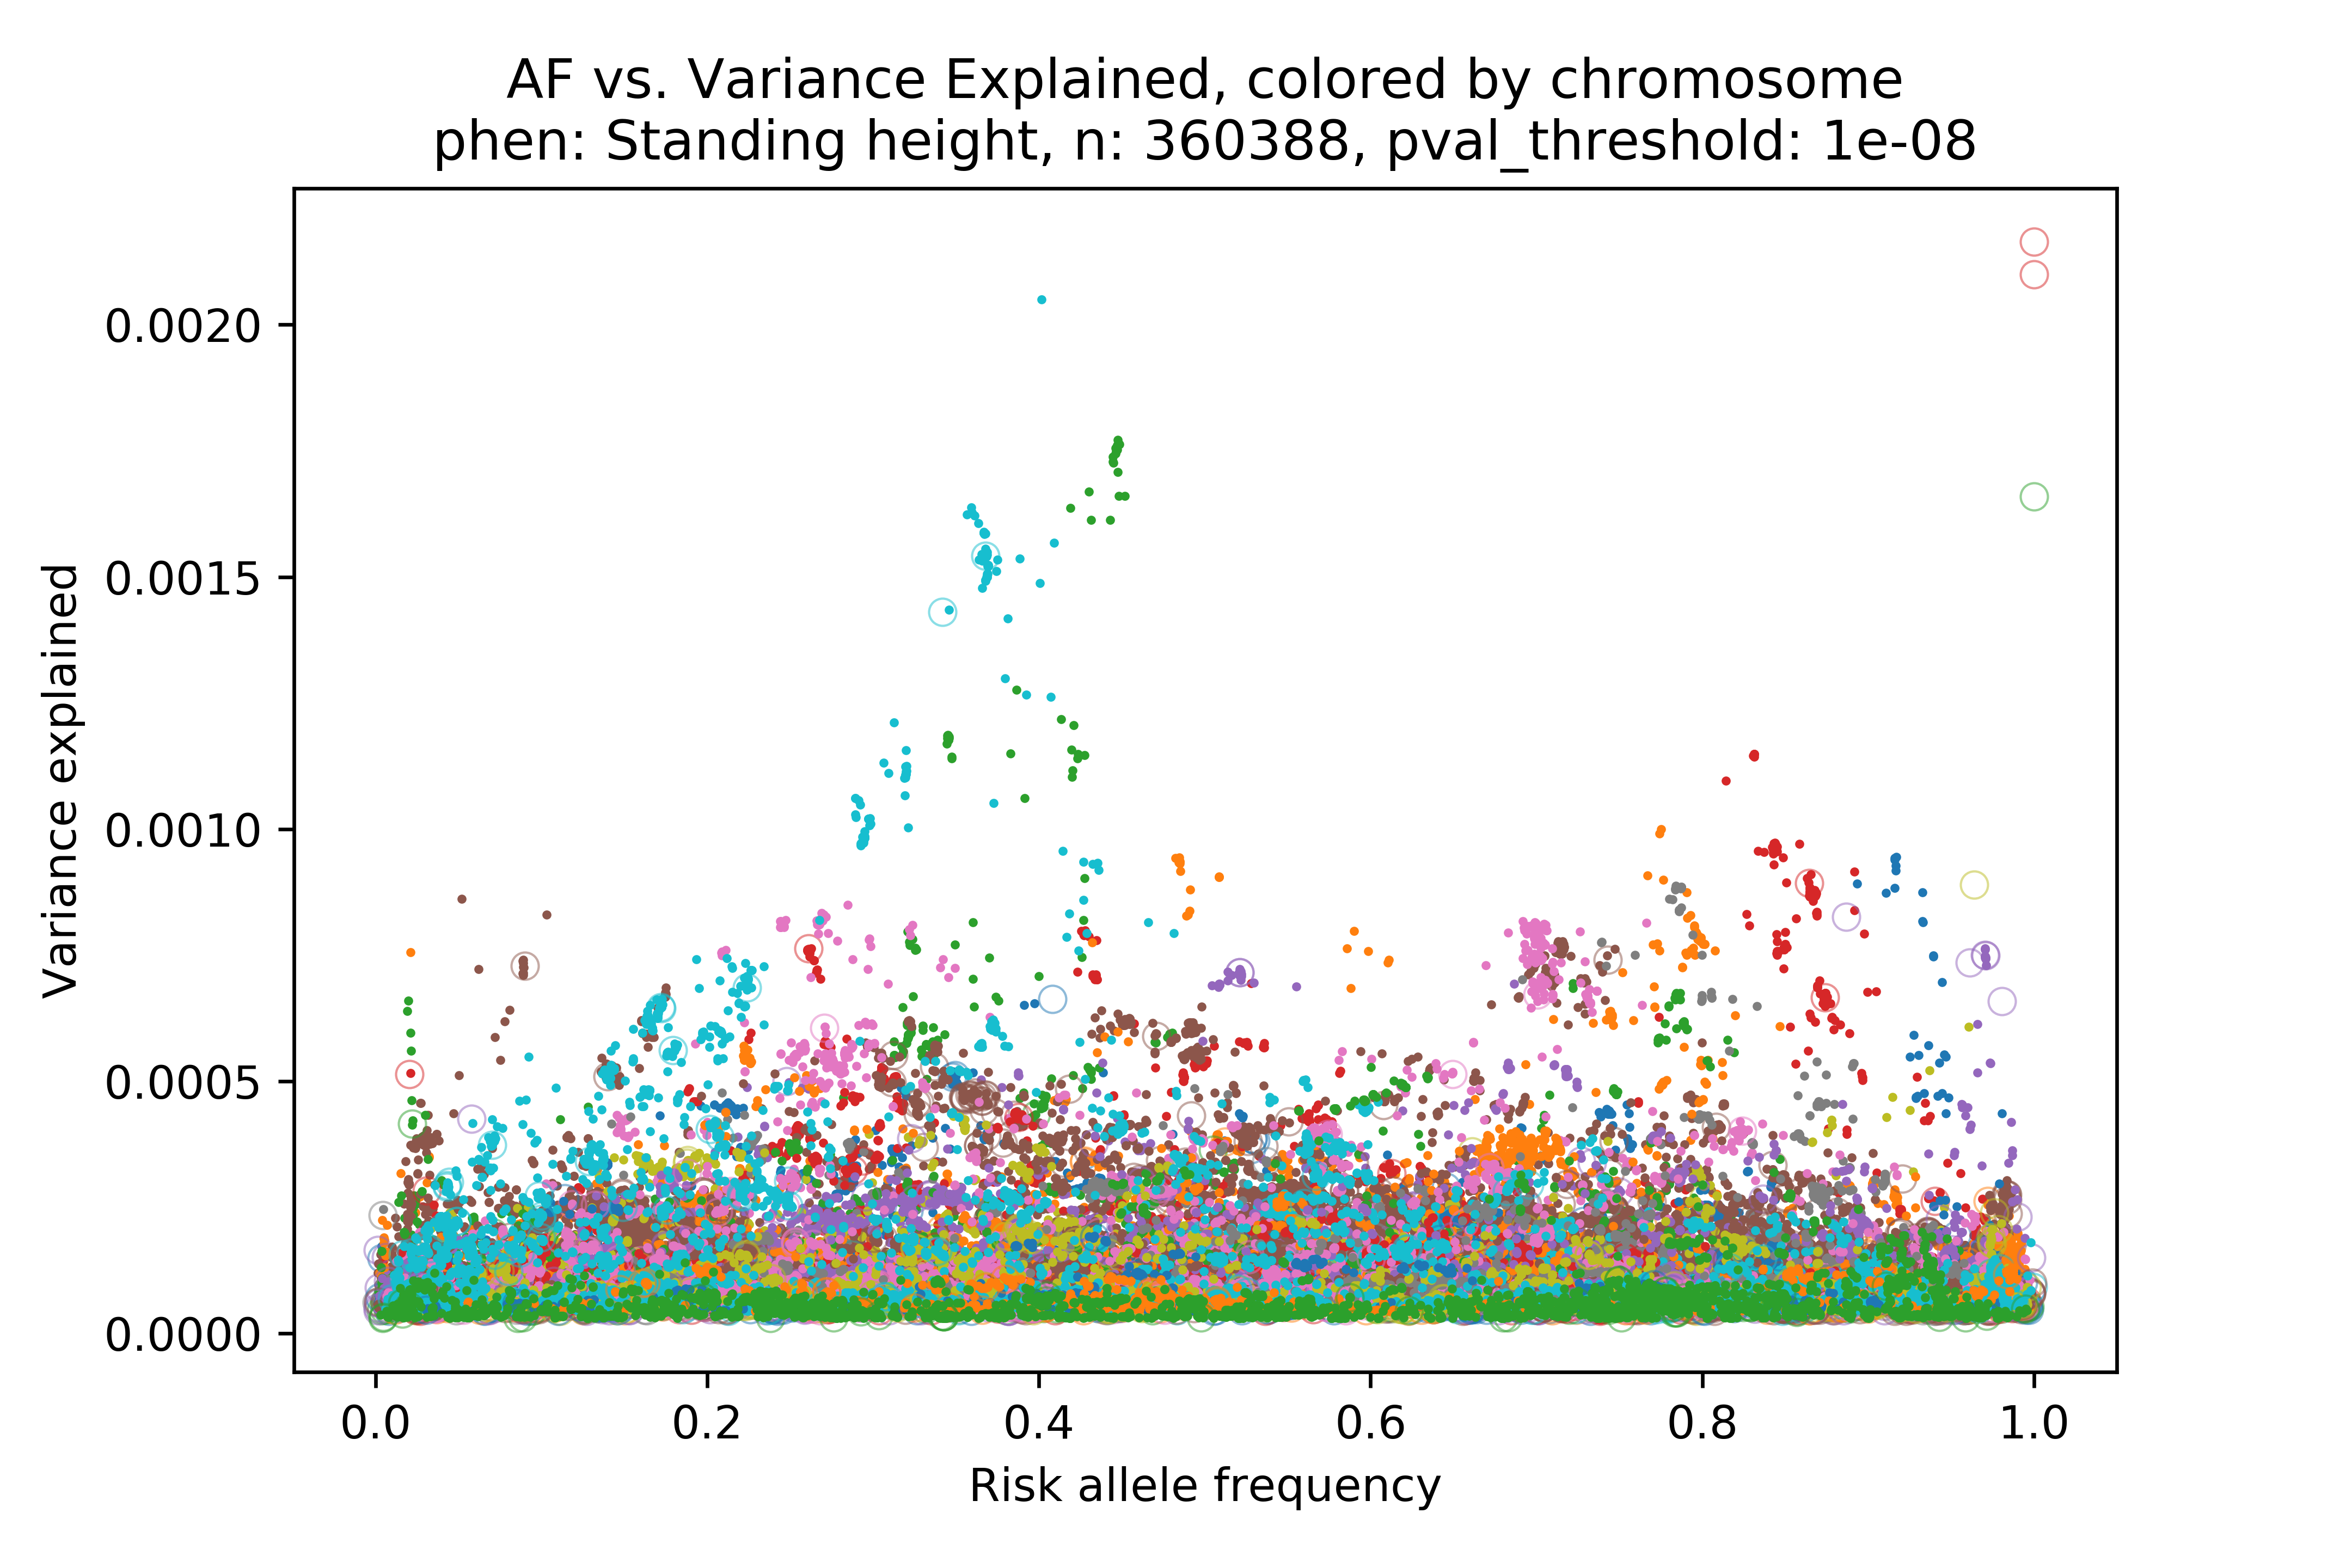 AF vs. Variance Explained, colored by chromosome
phen: Standing height, n: 360388, pval_threshold: 1e-08
Variance explained
0.0020
0.0015
0.0010
0.0005
0.0000
0.0 0.2 0.4 0.6 0.8 1.0
Risk allele frequency